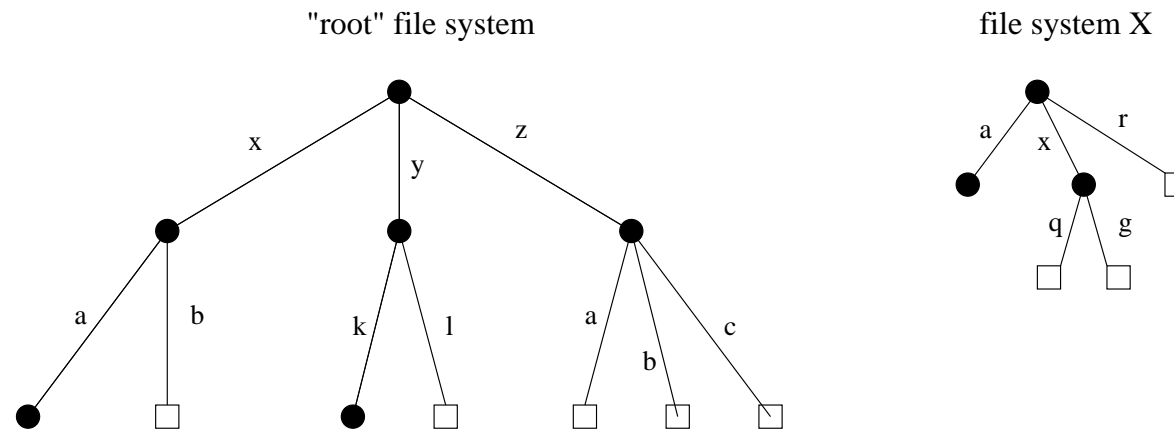 "root" file system
file system X
x
y
z
a
b
k
l
a
b
c
a
x
r
q
g